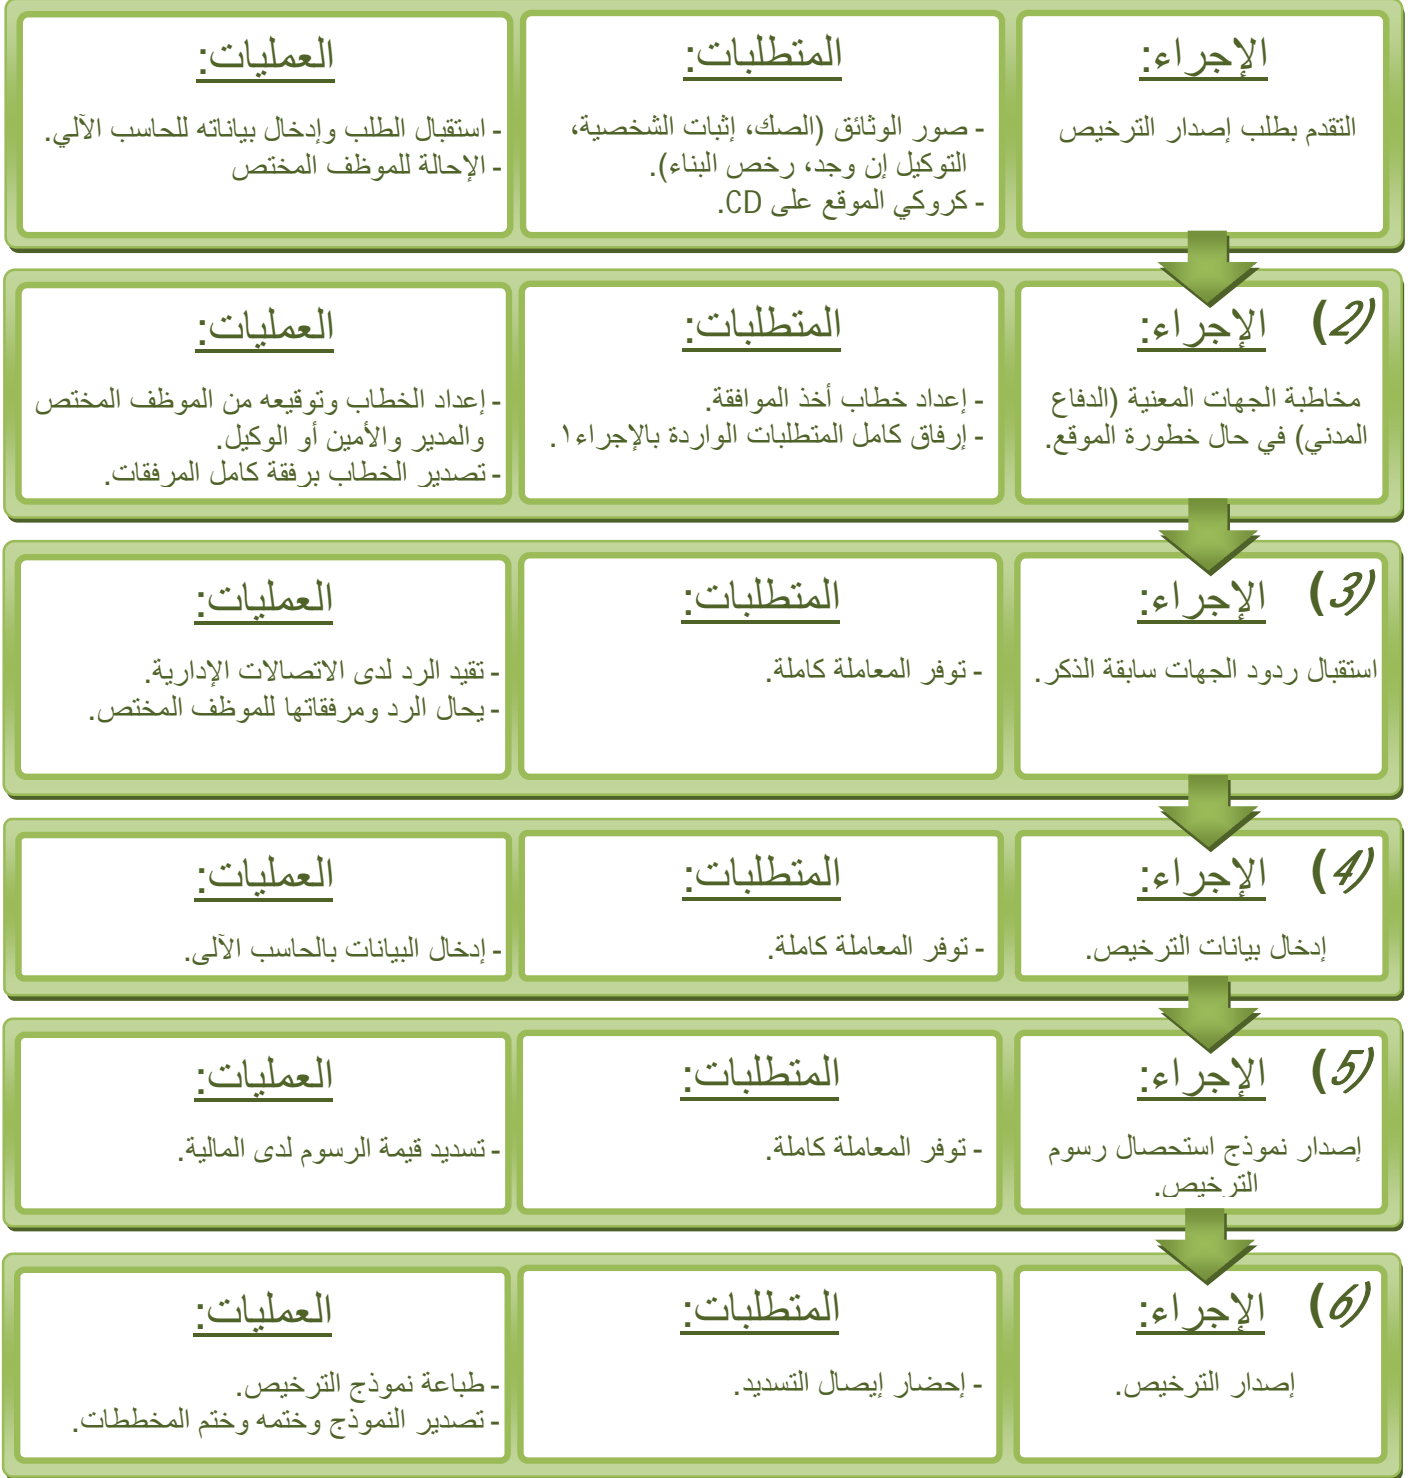 الإجراء:
التقدم بطلب إصدار الترخيص
المتطلبات:
- صور الوثائق (الصك، إثبات الشخصية،
التوكيل إن وجد، رخص البناء).
- كروكي الموقع على CD.
العمليات:
- استقبال الطلب وإدخال بياناته للحاسب الآلي.
- الإحالة للموظف المختص
(2) الإجراء:
مخاطبة الجهات المعنية (الدفاع
المدني) في حال خطورة الموقع.
المتطلبات:
- إعداد خطاب أخذ الموافقة.
- إرفاق كامل المتطلبات الواردة بالإجراء١.
العمليات:
- إعداد الخطاب وتوقيعه من الموظف المختص
والمدير والأمين أو الوكيل.
- تصدير الخطاب برفقة كامل المرفقات.
(3) الإجراء:
استقبال ردود الجهات سابقة الذكر.
المتطلبات:
- توفر المعاملة كاملة.
العمليات:
- تقيد الرد لدى الاتصالات الإدارية.
- يحال الرد ومرفقاتها للموظف المختص.
(4) الإجراء:
إدخال بيانات الترخيص.
المتطلبات:
- توفر المعاملة كاملة.
العمليات:
- إدخال البيانات بالحاسب الآلى.
(5) الإجراء:
إصدار نموذج استحصال رسوم
الترخيص.
المتطلبات:
- توفر المعاملة كاملة.
العمليات:
- تسديد قيمة الرسوم لدى المالية.
(6) الإجراء:
إصدار الترخيص.
المتطلبات:
- إحضار إيصال التسديد.
العمليات:
- طباعة نموذج الترخيص.
- تصدير النموذج وختمه وختم المخططات.